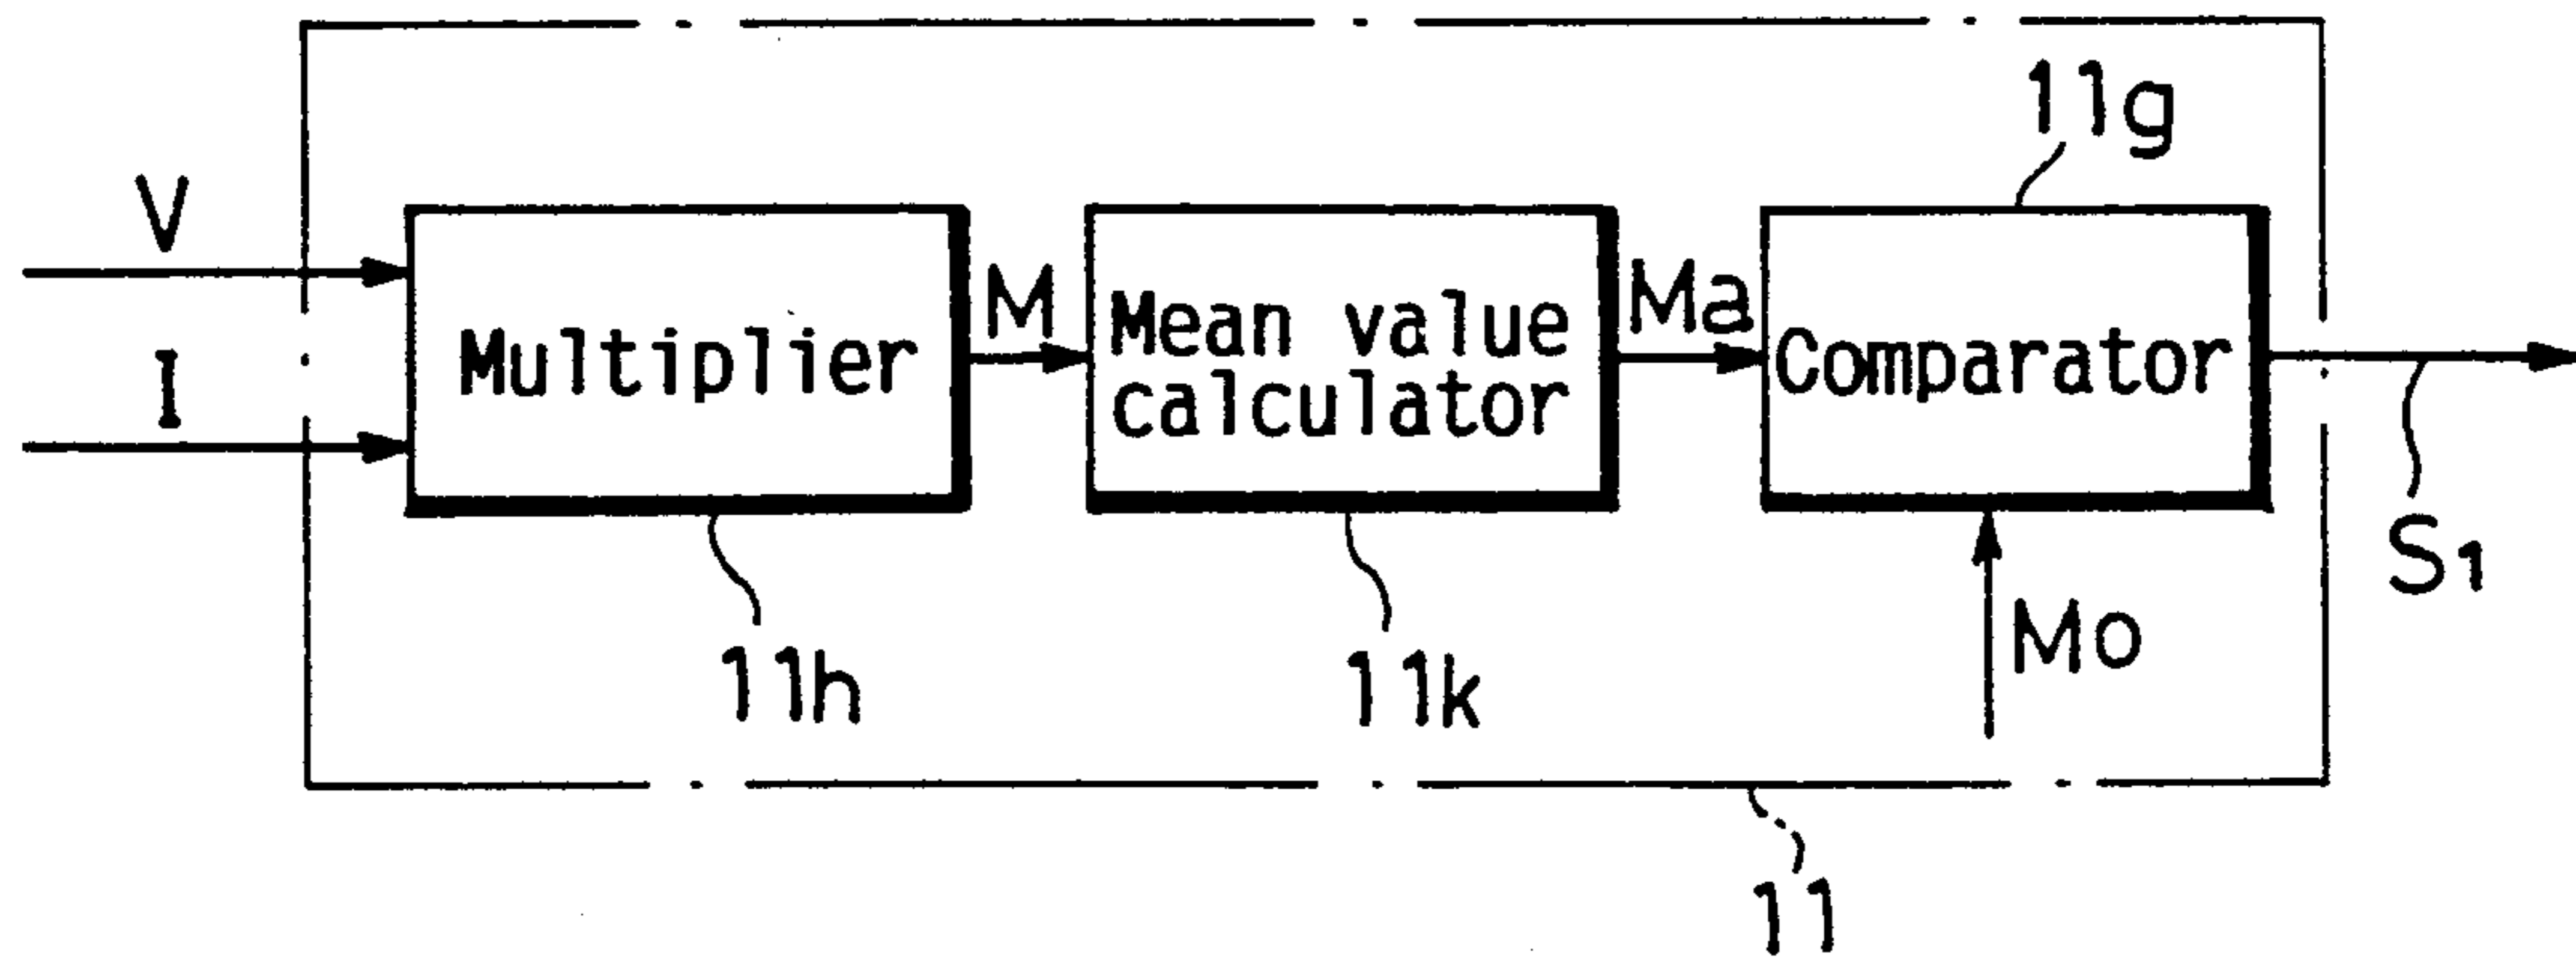 11g
V
I
Multiplier
M
Mean value
calculator
Ma
Comparator
S1
Mo
11h
11k
11